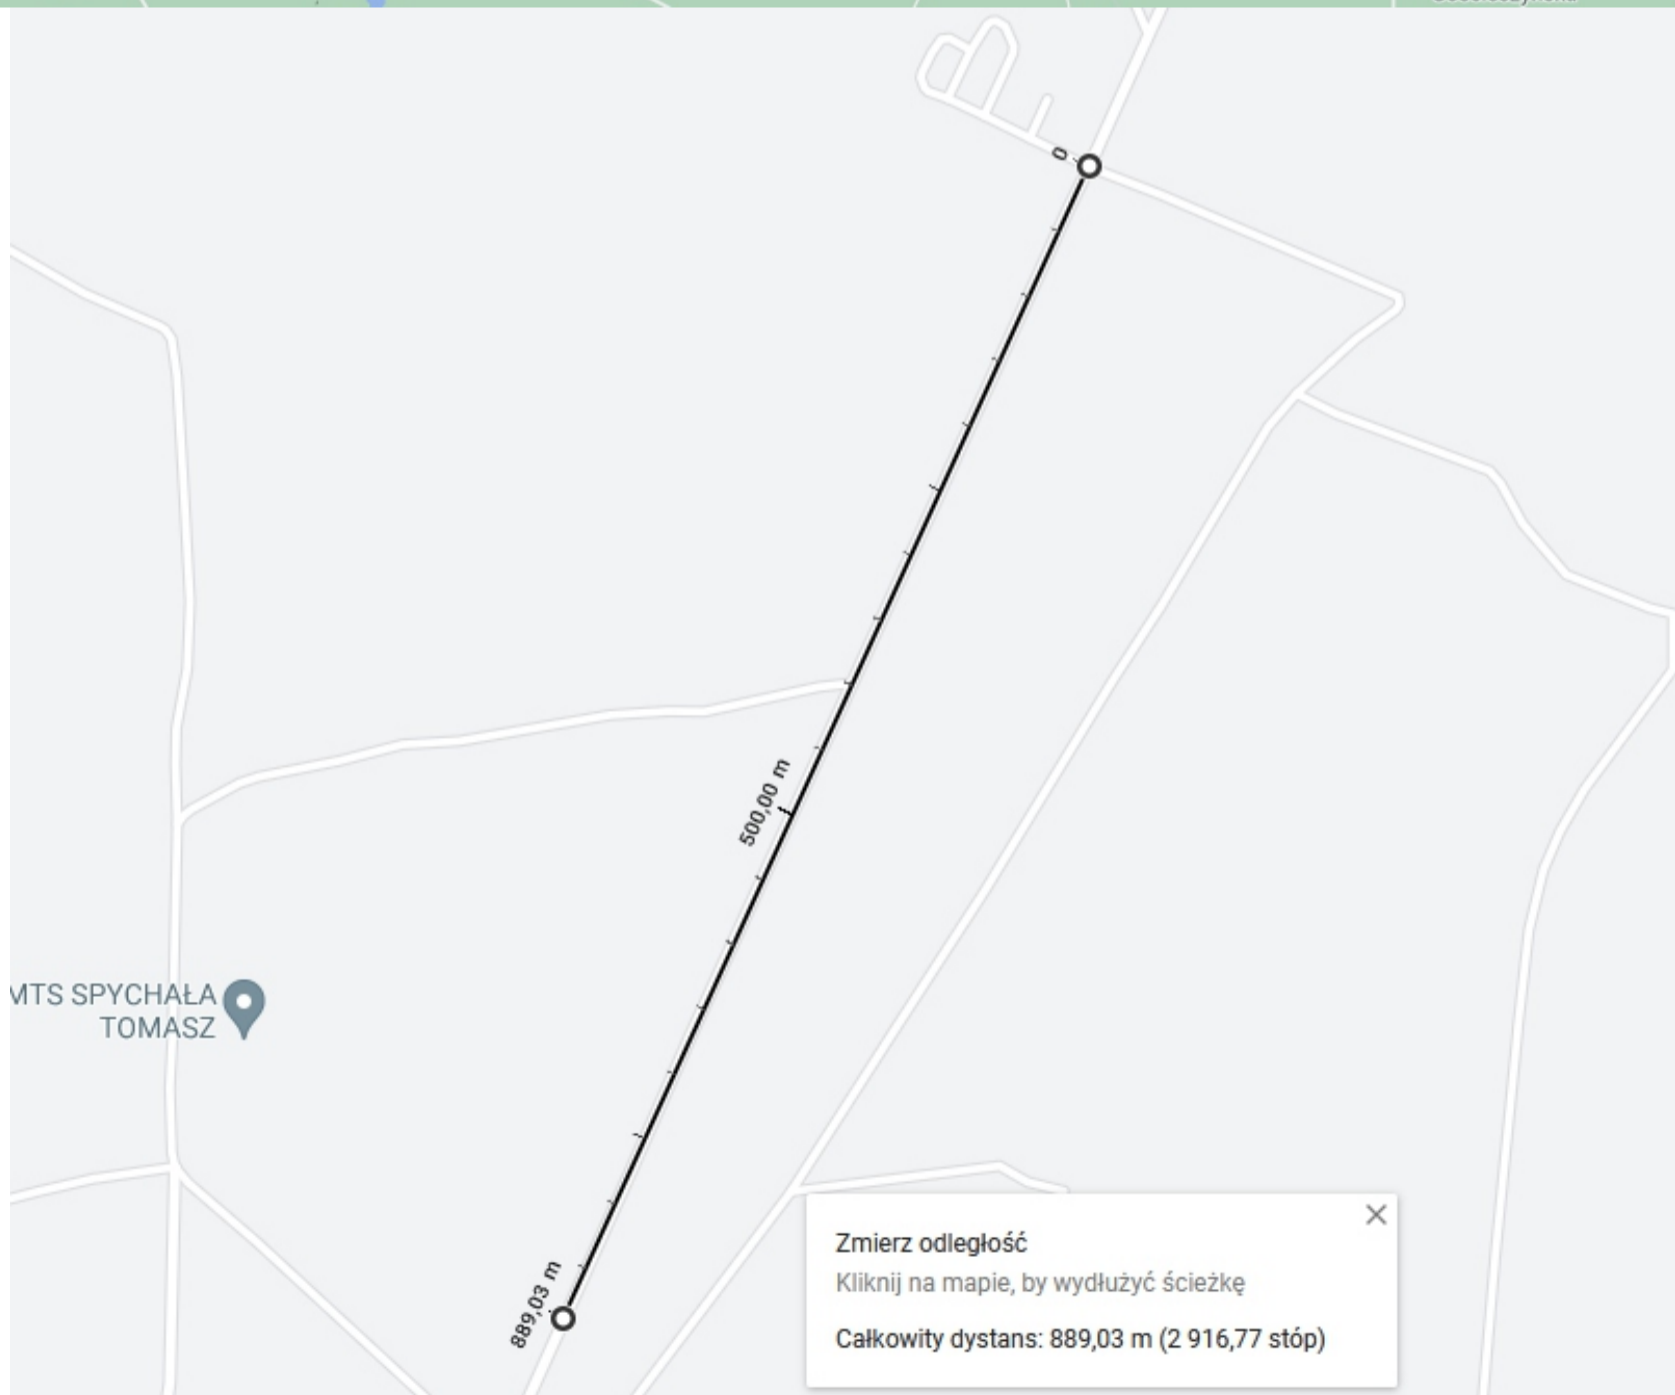 0
500,00 m
MTS SPYCHAŁA
TOMASZ
889,03 m
Zmierz odległość
Kliknij na mapie, by wydłużyć ścieżkę
Całkowity dystans: 889,03 m (2 916,77 stóp)